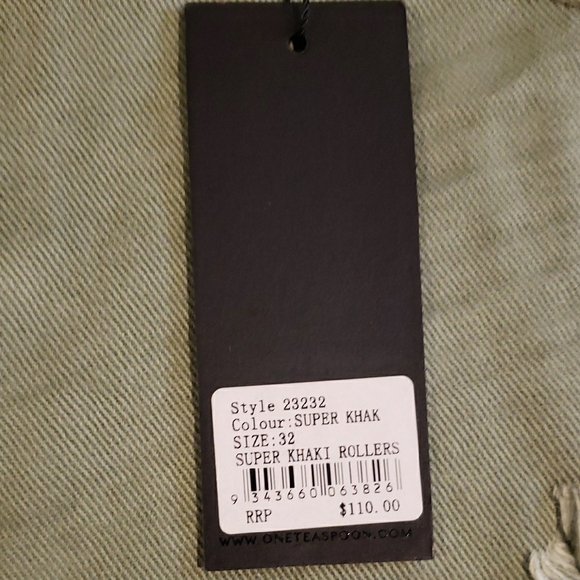 Style 23232
Colour:SUPER KHAK
SIZE:32
SUPER KHAKI ROLLERS
9 343660 063826
RRP $110.00
WWW.ONETEASPOON.COM